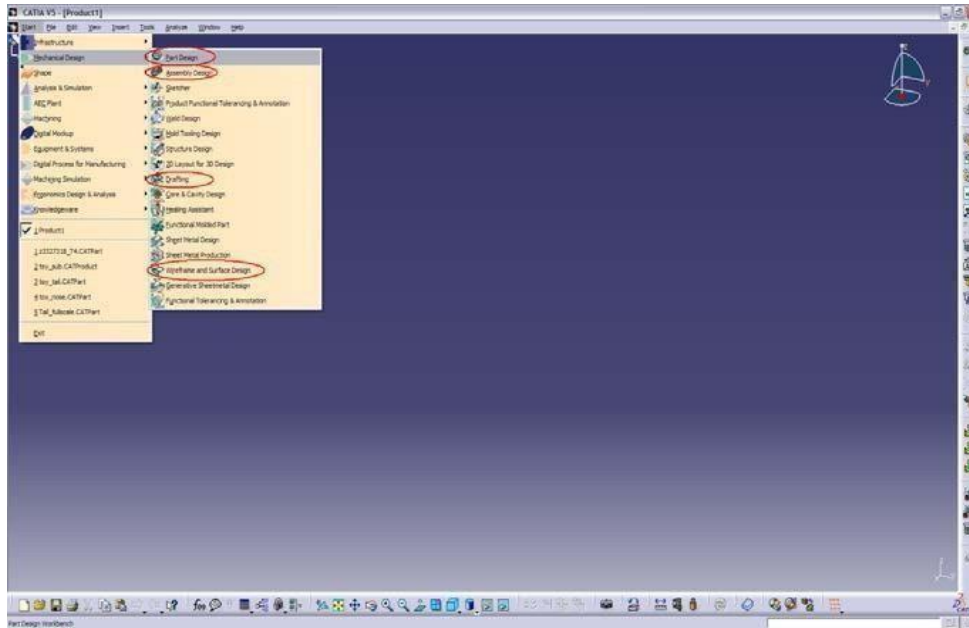 CATIA V5 - [Product1]
Start File Edit View Insert Tools Analyze Window Help
Infrastructure
Mechanical Design
Shape
Analysis & Simulation
AEC Plant
Machining
Digital Mockup
Equipment & Systems
Digital Process for Manufacturing
Machining Simulation
Ergonomics Design & Analysis
Knowledgeware
1 Product1
2 toy_sub.CATProduct
3 toy_tail.CATPart
4 toy_nose.CATPart
5 Tail_fullscale.CATPart
Exit
Part Design
Assembly Design
Sketcher
Product Functional Tolerancing & Annotation
Weld Design
Mold Tooling Design
Structure Design
2D Layout for 3D Design
Drafting
Core & Cavity Design
Healing Assistant
Functional Molded Part
Sheet Metal Design
Sheet Metal Production
Wireframe and Surface Design
Generative Sheetmetal Design
Functional Tolerancing & Annotation
Part Design Workbench